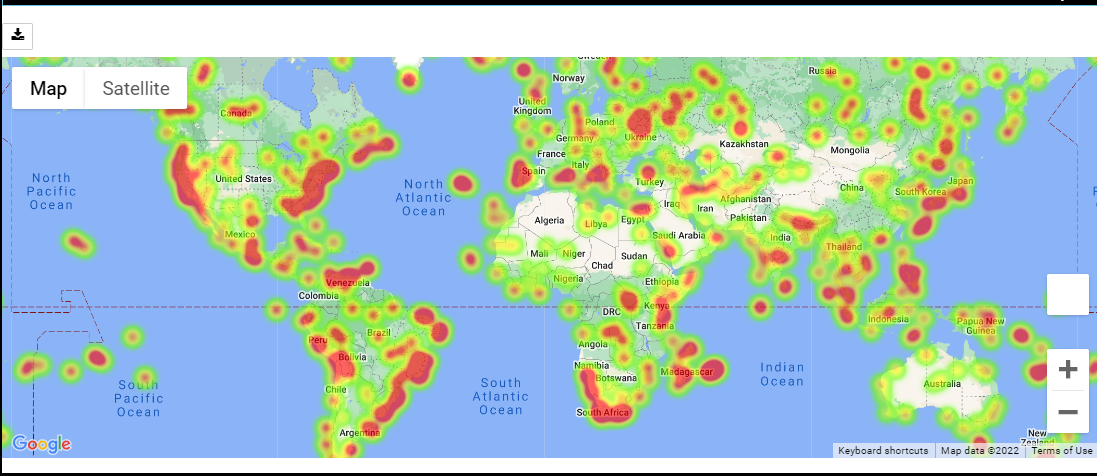 Map
Satellite
Sweden
Norway
Russia
Canada
United
Kingdom
Poland
Germany
Ukraine
Kazakhstan
Mongolia
France
Italy
Spain
Turkey
North
Pacific
Ocean
United States
North
Atlantic
Ocean
China
Japan
South Korea
Iraq
Iran
Afghanistan
Pakistan
Algeria
Libya
Egypt
Mexico
Saudi Arabia
India
Thailand
Mali
Niger
Chad
Sudan
Venezuela
Nigeria
Ethiopia
Colombia
DRC
Kenya
Indonesia
Papua New
Guinea
Tanzania
Brazil
Peru
Angola
Bolivia
Namibia
Botswana
Madagascar
Indian
Ocean
South
Pacific
Ocean
Chile
South
Atlantic
Ocean
Australia
South Africa
Argentina
New
Zealand
Google
Keyboard shortcuts
Map data ©2022
Terms of Use